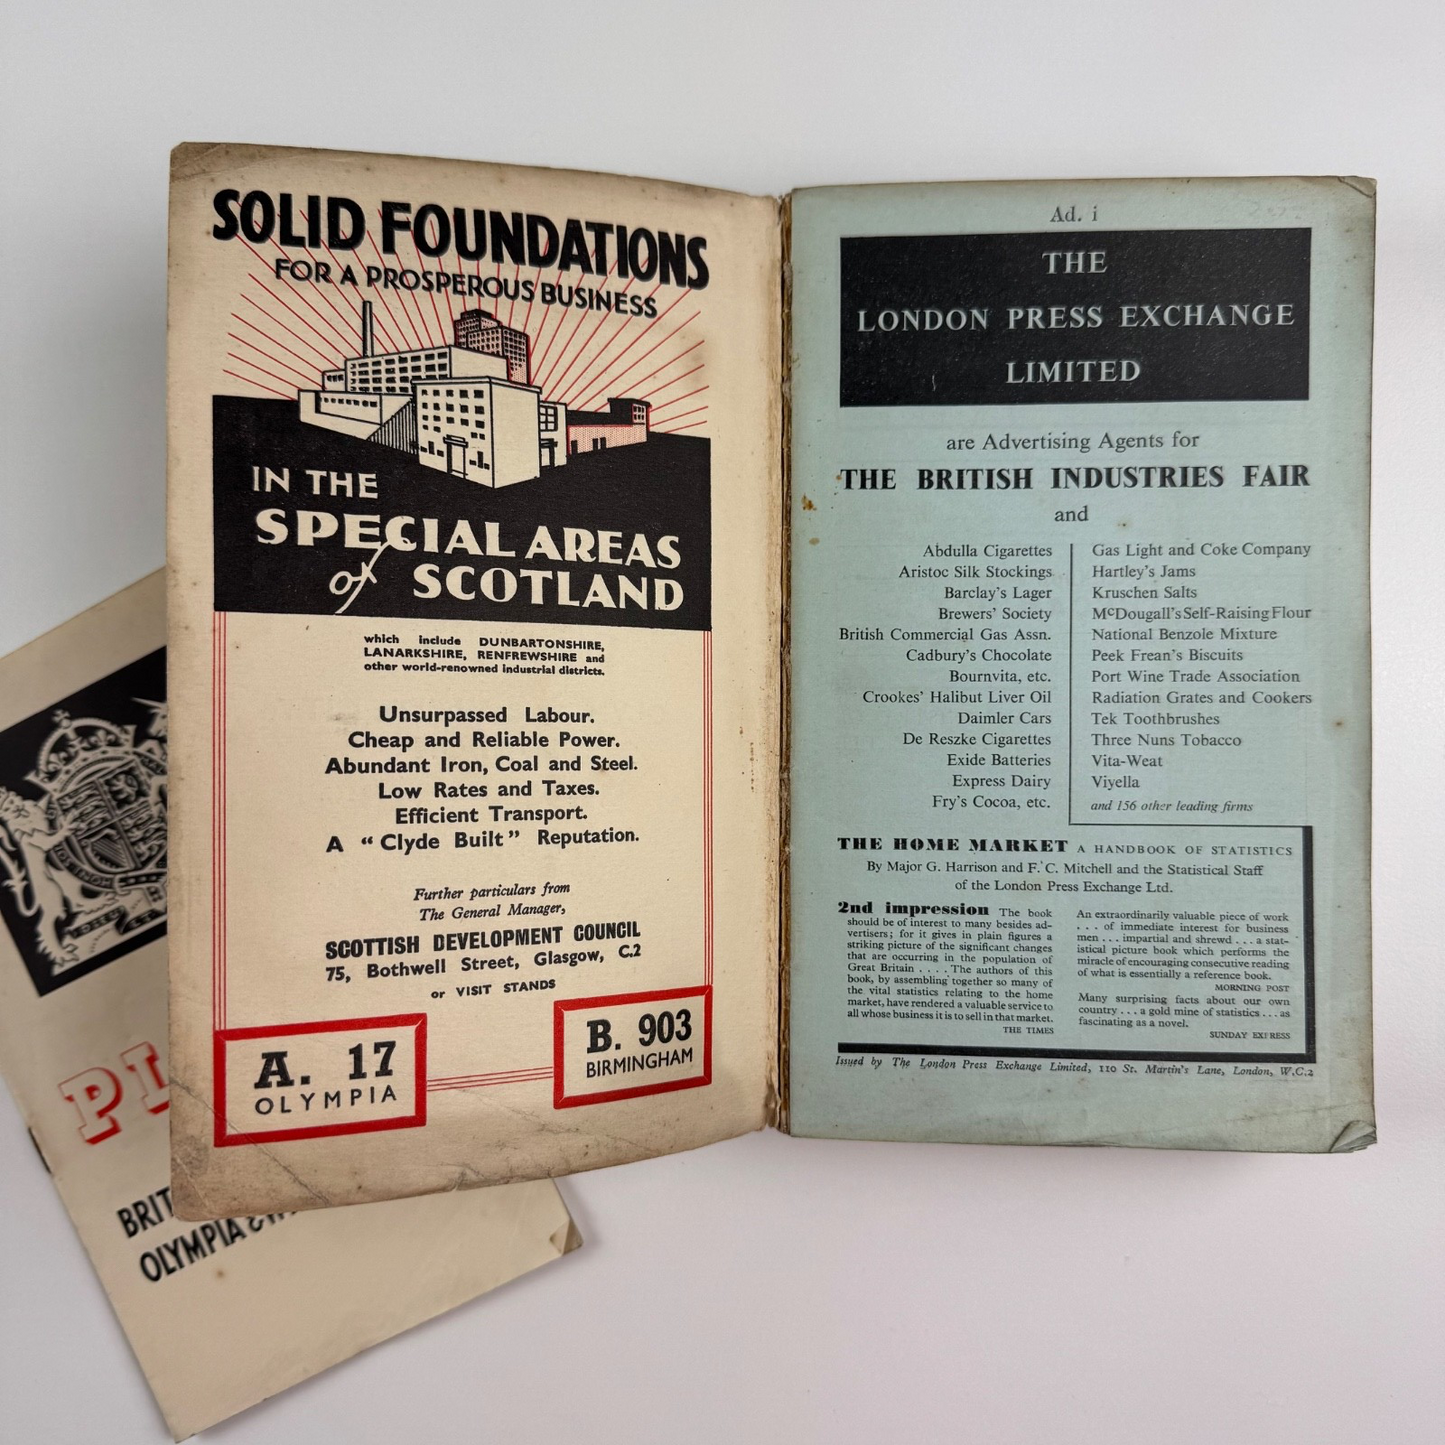 SOLID FOUNDATIONS
FOR A PROSPEROUS BUSINESS
IN THE
SPECIAL AREAS
of SCOTLAND
which include DUNBARTONSHIRE,
LANARKSHIRE, RENFREWSHIRE and
other world-renowned industrial districts.
Unsurpassed Labour.
Cheap and Reliable Power.
Abundant Iron, Coal and Steel.
Low Rates and Taxes.
Efficient Transport.
A "Clyde Built" Reputation.
Further particulars from
The General Manager,
SCOTTISH DEVELOPMENT COUNCIL
75, Bothwell Street, Glasgow, C.2
or VISIT STANDS
A. 17
OLYMPIA
B. 903
BIRMINGHAM
Ad. i
THE
LONDON PRESS EXCHANGE
LIMITED
are Advertising Agents for
THE BRITISH INDUSTRIES FAIR
and
Abdulla Cigarettes
Aristoc Silk Stockings
Barclay's Lager
Brewers' Society
British Commercial Gas Assn.
Cadbury's Chocolate
Bournvita, etc.
Crookes' Halibut Liver Oil
Daimler Cars
De Reszke Cigarettes
Exide Batteries
Express Dairy
Fry's Cocoa, etc.
Gas Light and Coke Company
Hartley's Jams
Kruschen Salts
McDougall's Self-Raising Flour
National Benzole Mixture
Peek Frean's Biscuits
Port Wine Trade Association
Radiation Grates and Cookers
Tek Toothbrushes
Three Nuns Tobacco
Vita-Weat
Viyella
and 156 other leading firms
THE HOME MARKET A HANDBOOK OF STATISTICS
By Major G. Harrison and F. C. Mitchell and the Statistical Staff
of the London Press Exchange Ltd.
2nd impression The book
should be of interest to many besides ad-
vertisers; for it gives in plain figures a
striking picture of the significant changes
that are occurring in the population of
Great Britain . . . . The authors of this
book, by assembling together so many of
the vital statistics relating to the home
market, have rendered a valuable service to
all whose business it is to sell in that market.
THE TIMES
An extraordinarily valuable piece of work
. . . of immediate interest for business
men . . . impartial and shrewd . . . a stat-
istical picture book which performs the
miracle of encouraging consecutive reading
of what is essentially a reference book.
MORNING POST
Many surprising facts about our own
country . . . a gold mine of statistics . . . as
fascinating as a novel.
SUNDAY EXPRESS
Issued by The London Press Exchange Limited, 110 St. Martin's Lane, London, W.C.2
PL
BRIT
OLYMPIA &